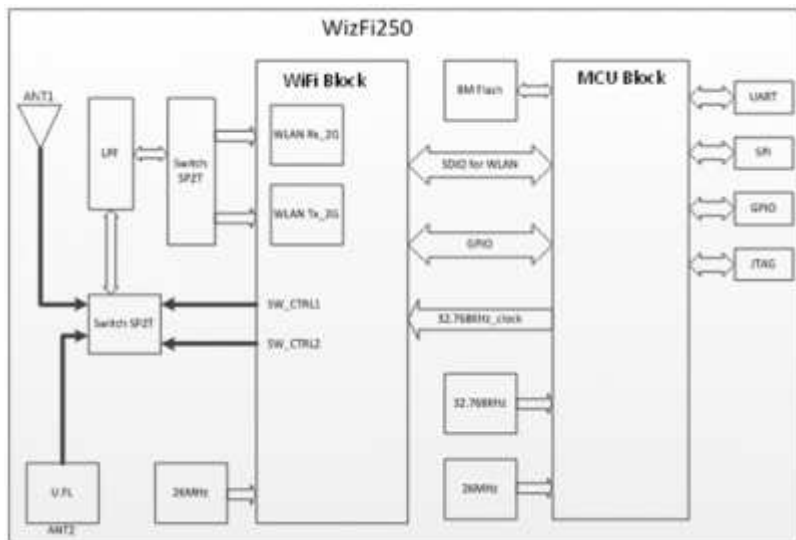 WizFi250
ANT1
LPF
Switch
SP2T
WiFi Block
WLAN Rx_2G
WLAN Tx_2G
8M Flash
MCU Block
UART
SDIO for WLAN
SPI
GPIO
GPIO
JTAG
Switch SP2T
SW_CTRL1
SW_CTRL2
32.768KHz_clock
32.768KHz
U.FL
ANT2
26MHz
26MHz